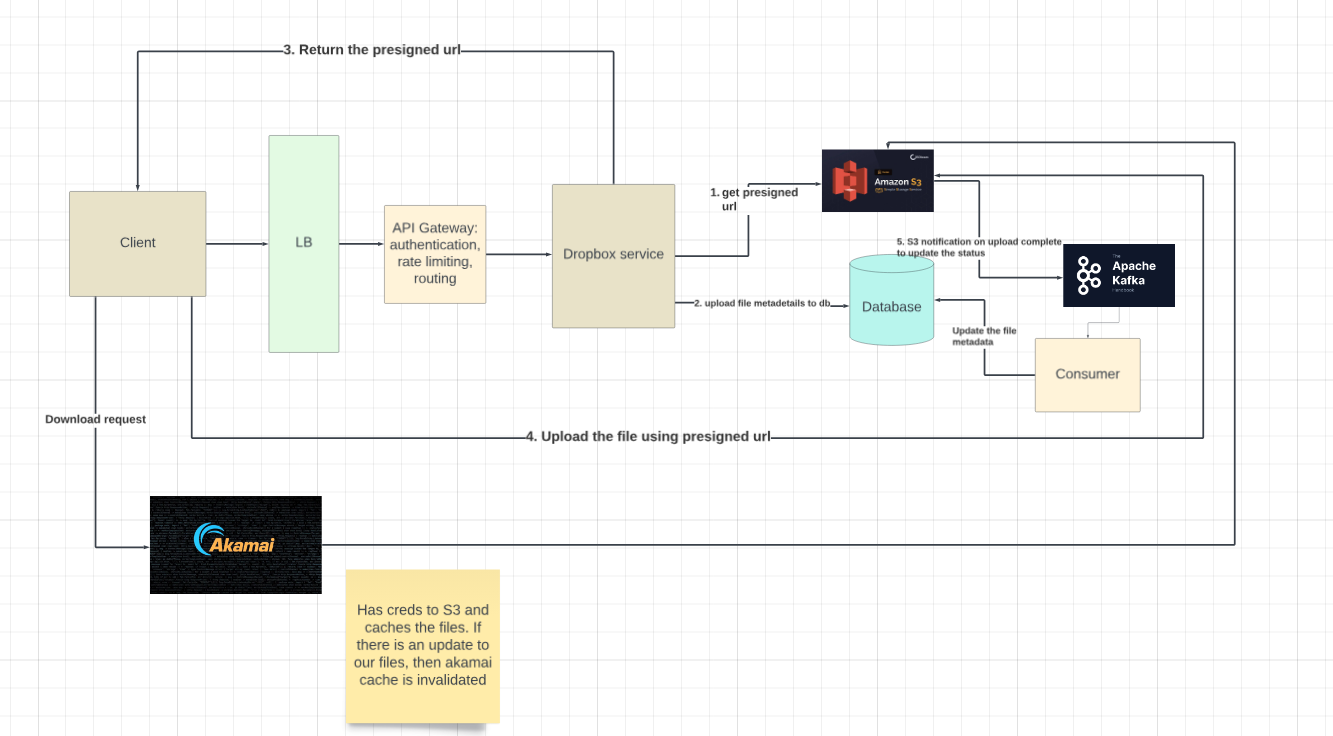 3. Return the presigned url
Client
LB
API Gateway:
authentication,
rate limiting,
routing
Dropbox service
1. get presigned
url
Amazon S3
2. upload file metadetails to db
Database
5. S3 notification on upload complete
to update the status
The
Apache
Kafka
Handbook
Update the file
metadata
Consumer
Download request
4. Upload the file using presigned url
Akamai
Has creds to S3 and
caches the files. If
there is an update to
our files, then akamai
cache is invalidated